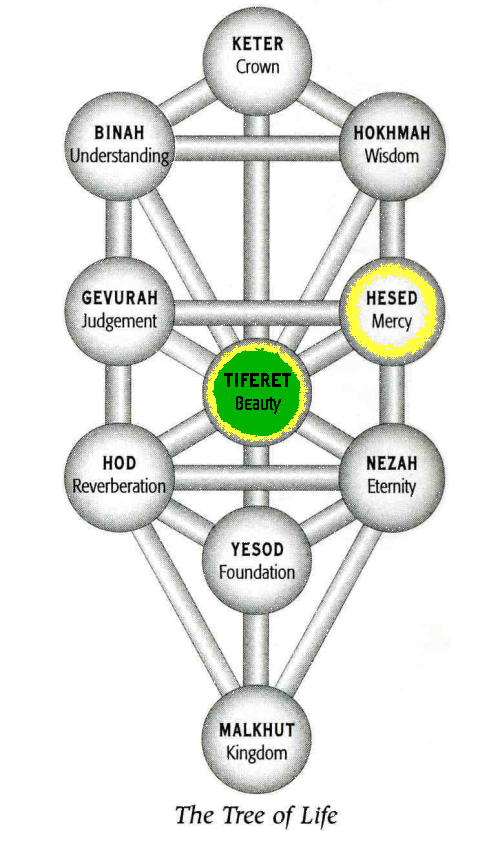 KETER
Crown
BINAH
Understanding
HOKHMAH
Wisdom
GEVURAH
Judgement
HESED
Mercy
TIFERET
Beauty
HOD
Reverberation
NEZAH
Eternity
YESOD
Foundation
MALKHUT
Kingdom
The Tree of Life